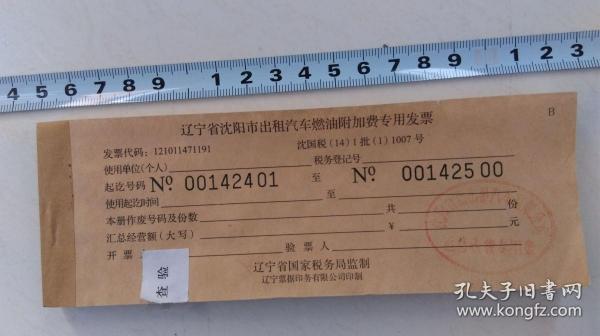 4 5 6 7 8 9 1 2 3 4 5 6 7 8 9 1 2 3
辽宁省沈阳市出租汽车燃油附加费专用发票
B
发票代码：121011471191 沈国税(14)1批(1)1007号
使用单位(个人) 税务登记号
起讫号码 № 00142401 至 № 00142500
使用起讫时间 至
本册作废号码及份数 共 份
汇总经营额(大写) ¥ 元
开票 验票人
查验
辽宁省国家税务局监制
辽宁票据印务有限公司印制
孔夫子旧书网
www.kongfz.com